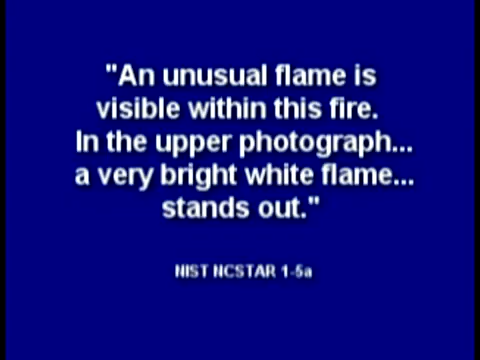 "An unusual flame is
visible within this fire.
In the upper photograph...
a very bright white flame...
stands out."
NIST NCSTAR 1-5a